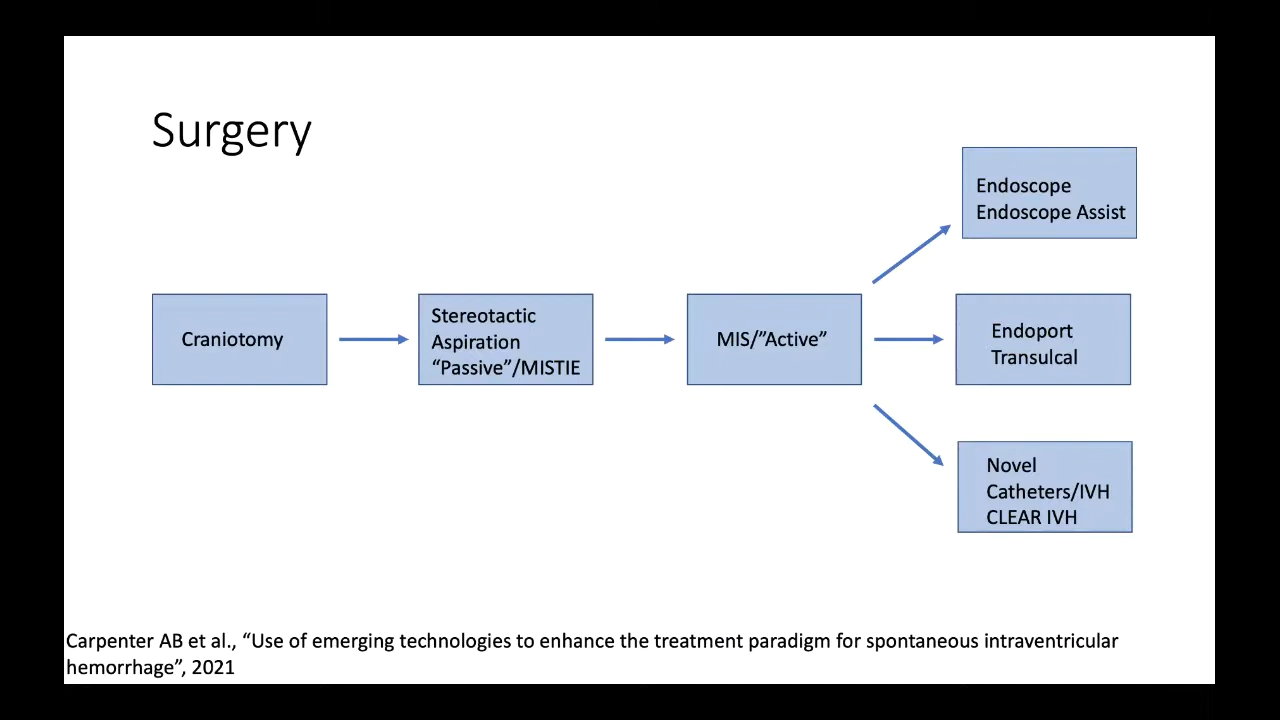 Surgery
Endoscope
Endoscope Assist
Craniotomy
Stereotactic
Aspiration
“Passive”/MISTIE
MIS/”Active”
Endoport
Transulcal
Novel
Catheters/IVH
CLEAR IVH
Carpenter AB et al., “Use of emerging technologies to enhance the treatment paradigm for spontaneous intraventricular
hemorrhage”, 2021